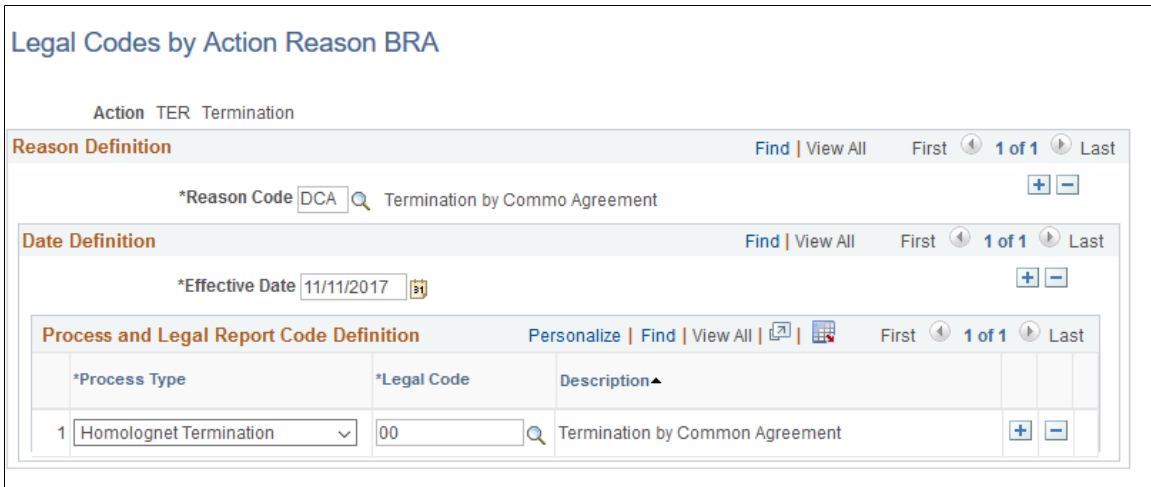 Legal Codes by Action Reason BRA
Action TER Termination
Reason Definition Find | View All First 1 of 1 Last
*Reason Code DCA Termination by Commo Agreement
Date Definition Find | View All First 1 of 1 Last
*Effective Date 11/11/2017 31
Process and Legal Report Code Definition Personalize | Find | View All | | First 1 of 1 Last
*Process Type *Legal Code Description
1 Homolognet Termination 00 Termination by Common Agreement